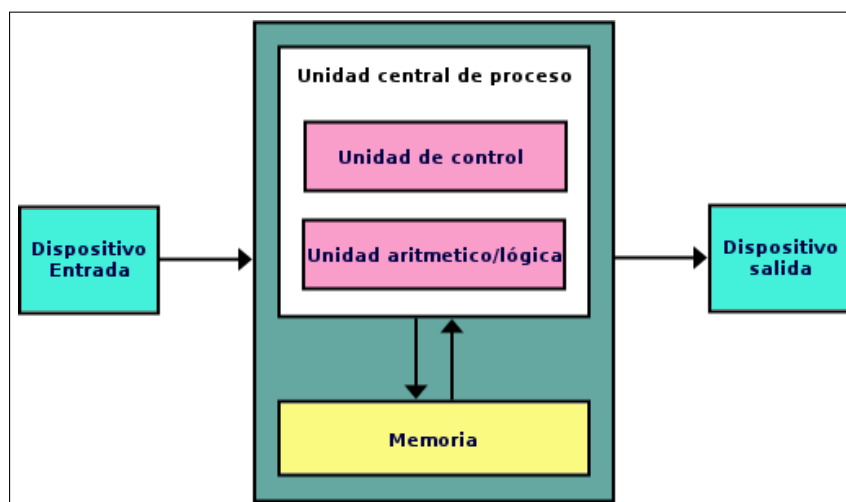 Unidad central de proceso
Unidad de control
Unidad aritmetico/lógica
Dispositivo
Entrada
Dispositivo
salida
Memoria